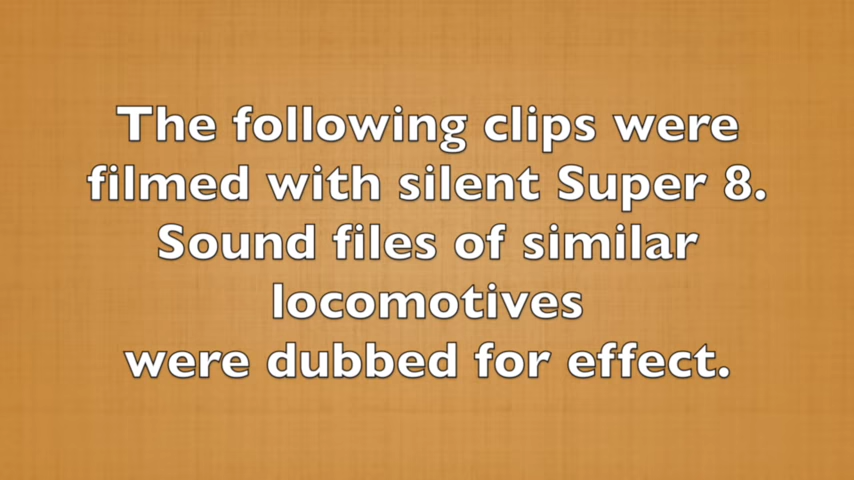 The following clips were
filmed with silent Super 8.
Sound files of similar
locomotives
were dubbed for effect.